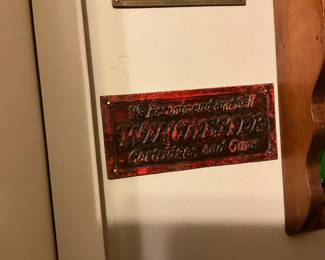 We Recommend and Sell
WINCHESTER
Cartridges and Guns